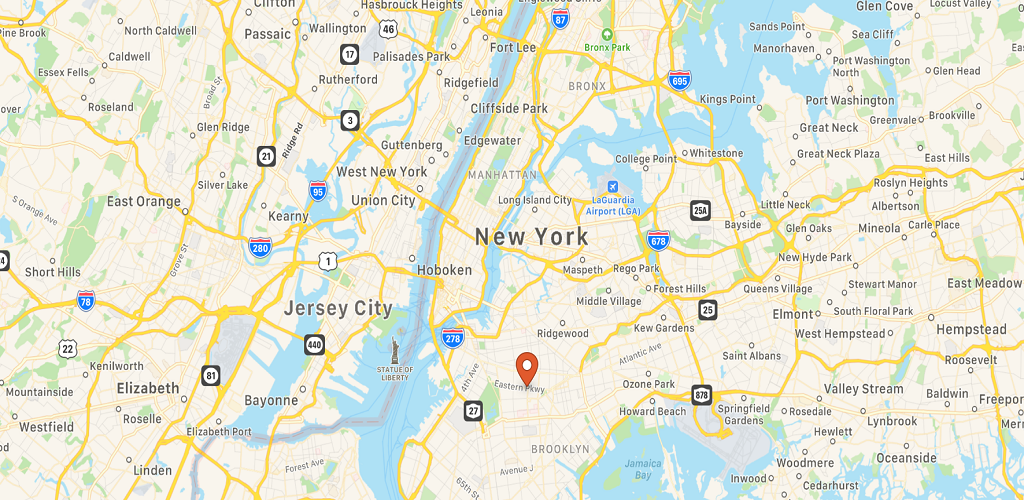 Clifton
Hasbrouck Heights
Leonia
Englewood Cliffs
Glen Cove
Locust Valley
Pine Brook
North Caldwell
Passaic
Wallington
46
87
Sands Point
Sea Cliff
Fort Lee
Bronx Park
Manorhaven
17
Palisades Park
Caldwell
Port Washington
North
Glen Head
Essex Fells
Rutherford
Ridgefield
BRONX
695
Broad St
Kings Point
Port Washington
Roseland
Cliffside Park
Brookville
3
Greenvale
Glen Ridge
Ridge Rd
Great Neck
Guttenberg
Edgewater
21
College Point
Whitestone
Great Neck Plaza
East Hills
West New York
MANHATTAN
Silver Lake
95
LaGuardia
Airport (LGA)
Roslyn Heights
S Orange Ave
East Orange
Union City
Long Island City
25A
Little Neck
Albertson
Kearny
Bayside
Glen Oaks
Mineola
Carle Place
280
New York
678
Grove St
1
Hoboken
Maspeth
Rego Park
New Hyde Park
Short Hills
Forest Hills
Queens Village
Stewart Manor
East Meadow
78
Jersey City
Middle Village
25
Elmont
South Floral Park
Kew Gardens
Hempstead
278
Ridgewood
West Hempstead
440
22
STATUE OF
LIBERTY
Atlantic Ave
Saint Albans
Roosevelt
Kenilworth
81
4th Ave
Eastern Pkwy
Ozone Park
Mountainside
Elizabeth
Valley Stream
878
Baldwin
Bayonne
27
Howard Beach
Springfield
Gardens
Rosedale
Freeport
Roselle
Lynbrook
Westfield
Elizabeth Port
Hewlett
BROOKLYN
Oceanside
Linden
Forest Ave
Avenue J
Jamaica
Bay
Woodmere
Inwood
65th St
Cedarhurst